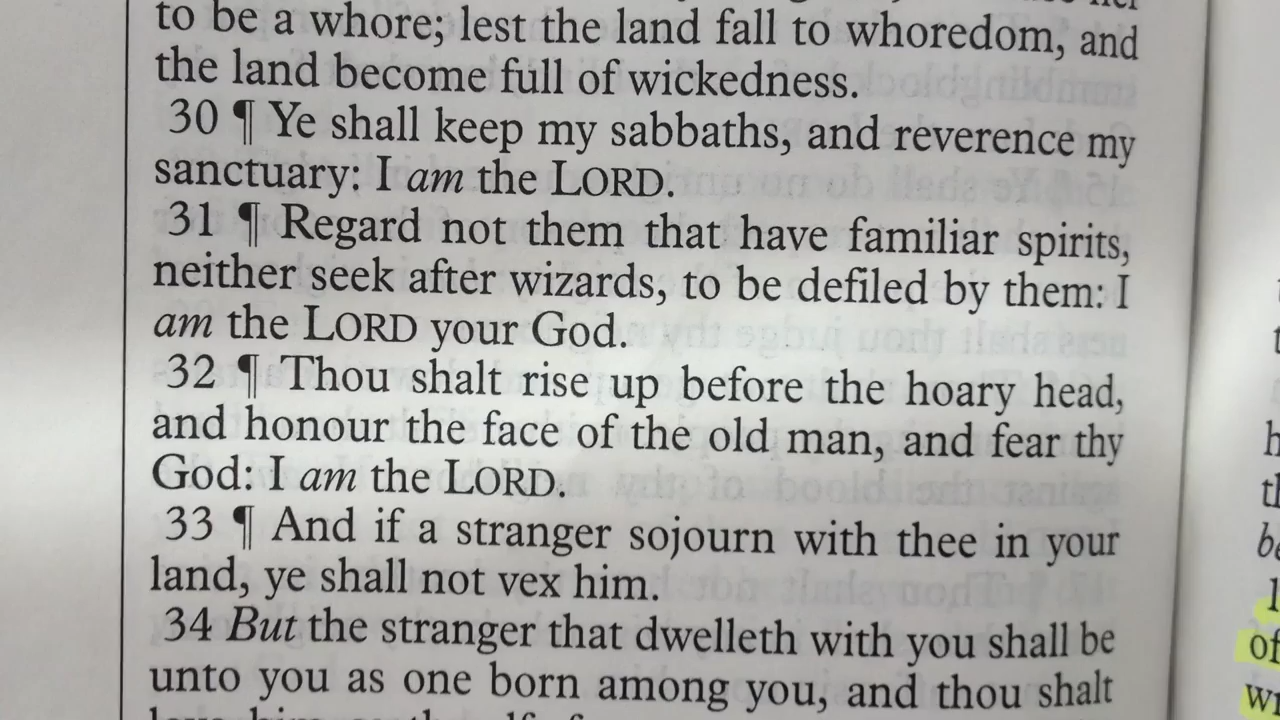 to be a whore; lest the land fall to whoredom, and
the land become full of wickedness.
30 ¶ Ye shall keep my sabbaths, and reverence my
sanctuary: I am the LORD.
31 ¶ Regard not them that have familiar spirits,
neither seek after wizards, to be defiled by them: I
am the LORD your God.
32 ¶ Thou shalt rise up before the hoary head,
and honour the face of the old man, and fear thy
God: I am the LORD.
33 ¶ And if a stranger sojourn with thee in your
land, ye shall not vex him.
34 But the stranger that dwelleth with you shall be
unto you as one born among you, and thou shalt